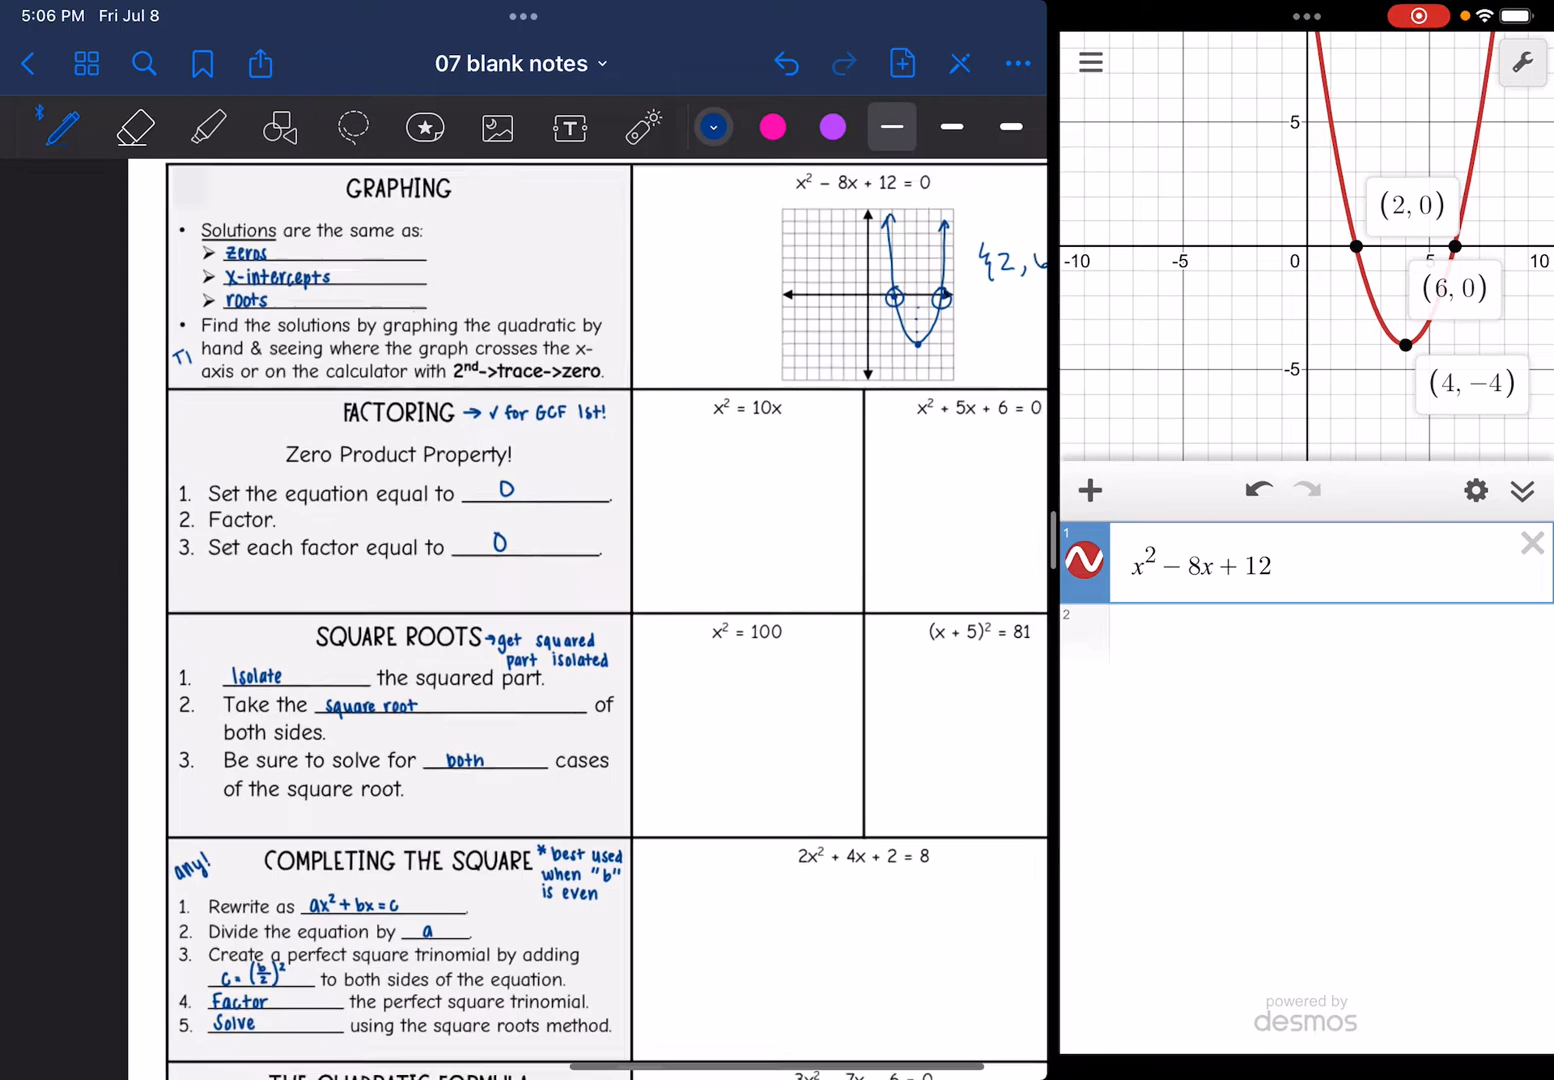 5:06 PM Fri Jul 8
07 blank notes
GRAPHING
• Solutions are the same as:
➤ zeros
➤ x-intercepts
➤ roots
• Find the solutions by graphing the quadratic by
TI hand & seeing where the graph crosses the x-
axis or on the calculator with 2nd->trace->zero.
x² − 8x + 12 = 0
{2, 6
FACTORING → ✓ for GCF 1st!
Zero Product Property!
1. Set the equation equal to 0.
2. Factor.
3. Set each factor equal to 0.
x² = 10x
x² + 5x + 6 = 0
SQUARE ROOTS → get squared
part isolated
1. Isolate the squared part.
2. Take the square root of
both sides.
3. Be sure to solve for both cases
of the square root.
x² = 100
(x + 5)² = 81
any! COMPLETING THE SQUARE * best used
when "b"
is even
1. Rewrite as ax² + bx = c.
2. Divide the equation by a.
3. Create a perfect square trinomial by adding
c = (b/2)² to both sides of the equation.
4. Factor the perfect square trinomial.
5. Solve using the square roots method.
2x² + 4x + 2 = 8
THE QUADRATIC FORMULA
3x² 7x 6 = 0
5
(2, 0)
-10 -5 0 5 10
(6, 0)
-5
(4, −4)
1
x² − 8x + 12
2
powered by
desmos